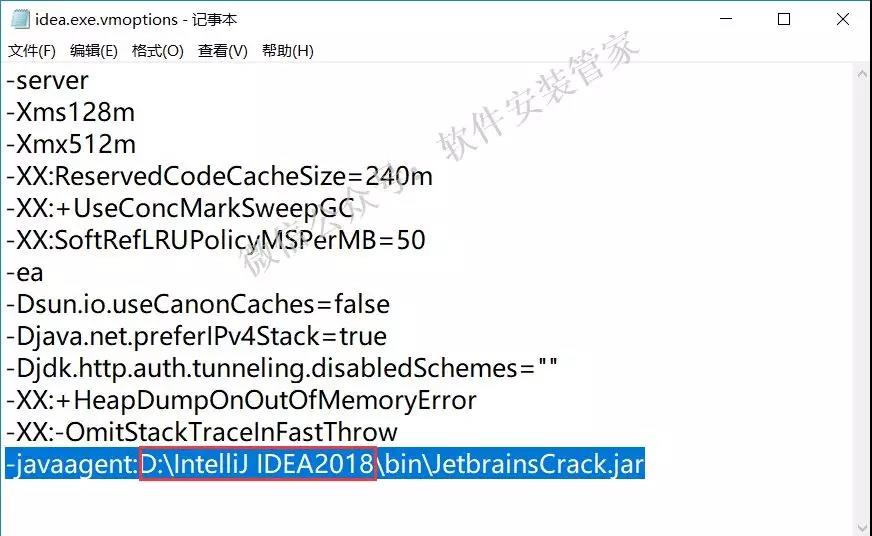 idea.exe.vmoptions - 记事本
文件(F) 编辑(E) 格式(O) 查看(V) 帮助(H)
-server
-Xms128m
-Xmx512m
-XX:ReservedCodeCacheSize=240m
-XX:+UseConcMarkSweepGC
-XX:SoftRefLRUPolicyMSPerMB=50
-ea
-Dsun.io.useCanonCaches=false
-Djava.net.preferIPv4Stack=true
-Djdk.http.auth.tunneling.disabledSchemes=""
-XX:+HeapDumpOnOutOfMemoryError
-XX:-OmitStackTraceInFastThrow
-javaagent:D:\IntelliJ IDEA2018\bin\JetbrainsCrack.jar
微信公众号：软件安装管家